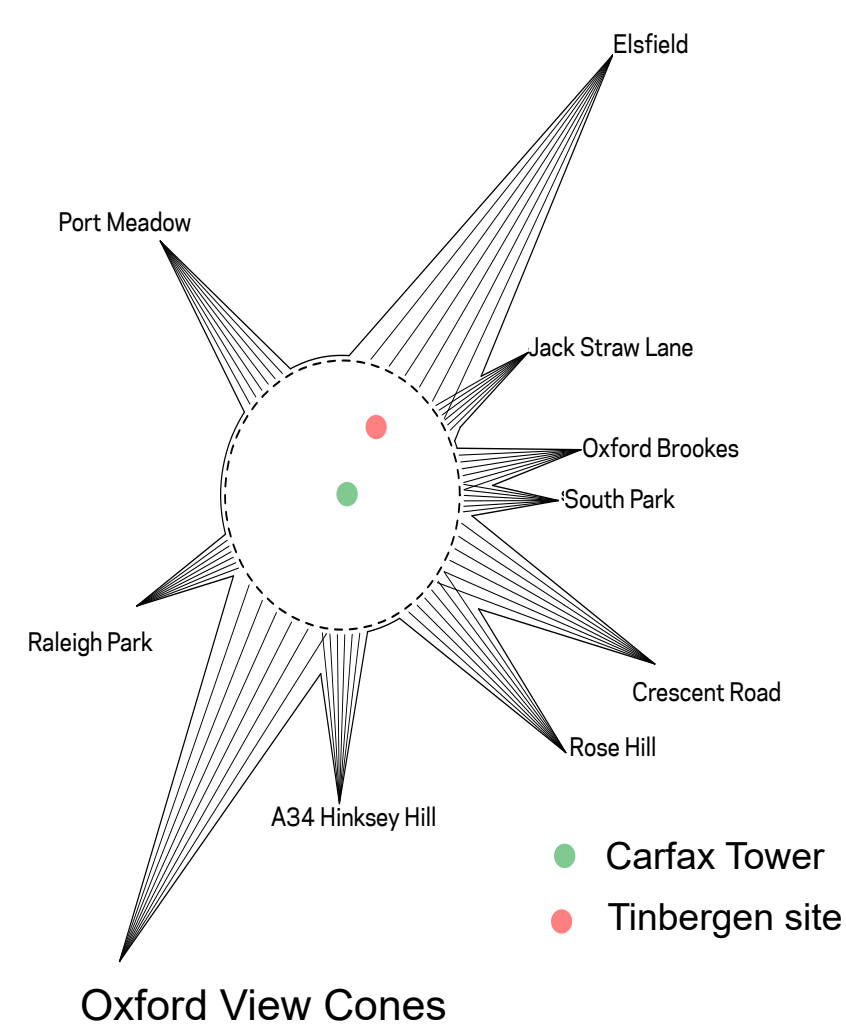 Elsfield
Port Meadow
Jack Straw Lane
Oxford Brookes
South Park
Raleigh Park
Crescent Road
Rose Hill
A34 Hinksey Hill
Carfax Tower
Tinbergen site
Oxford View Cones